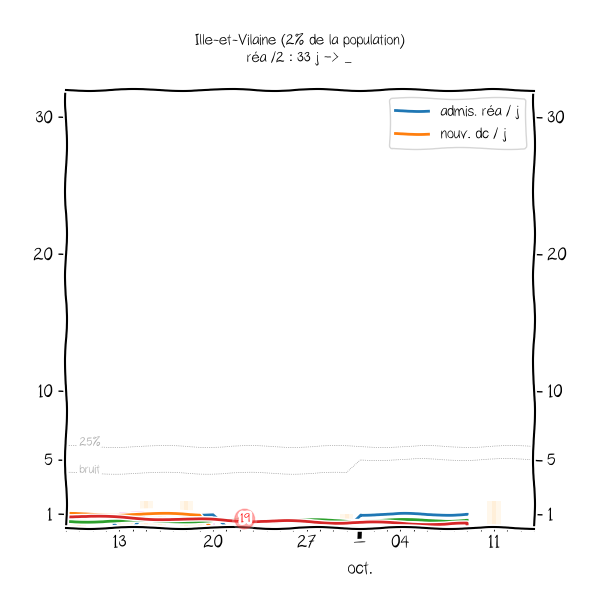 Ille-et-Vilaine (2% de la population)
réa /2 : 33 j -> _
admis. réa / j
nouv. dc / j
30
30
20
20
10
10
25%
5
5
bruit
1
1
19
13
20
27
04
11
oct.